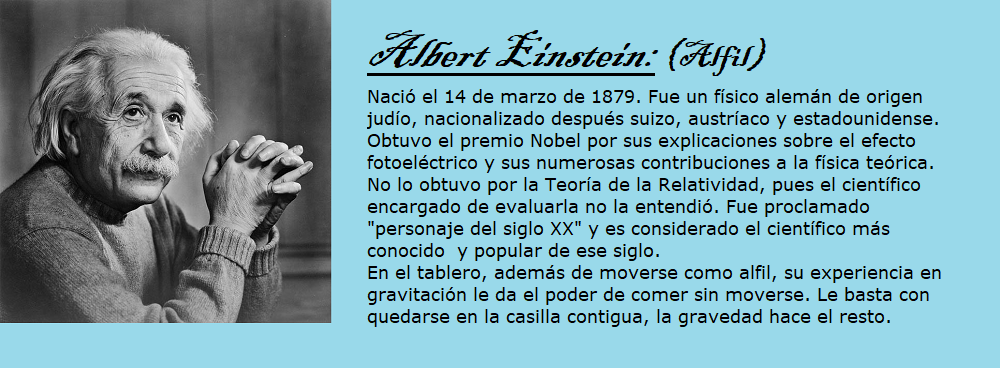 Albert Einstein: (Alfil)
Nació el 14 de marzo de 1879. Fue un físico alemán de origen
judío, nacionalizado después suizo, austríaco y estadounidense.
Obtuvo el premio Nobel por sus explicaciones sobre el efecto
fotoeléctrico y sus numerosas contribuciones a la física teórica.
No lo obtuvo por la Teoría de la Relatividad, pues el científico
encargado de evaluarla no la entendió. Fue proclamado
"personaje del siglo XX" y es considerado el científico más
conocido  y popular de ese siglo.
En el tablero, además de moverse como alfil, su experiencia en
gravitación le da el poder de comer sin moverse. Le basta con
quedarse en la casilla contigua, la gravedad hace el resto.